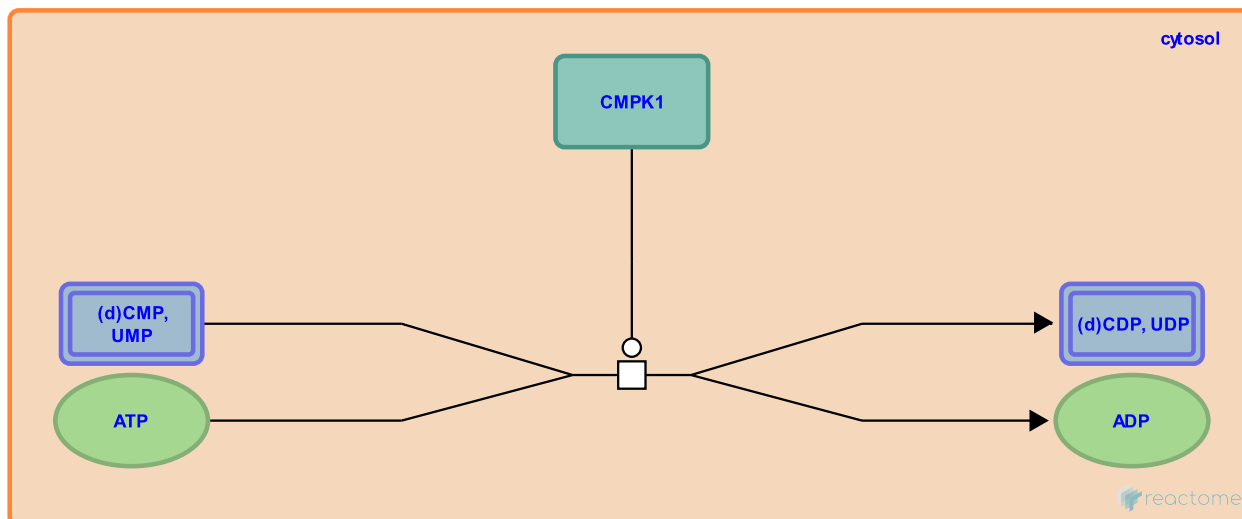 cytosol
CMPK1
(d)CMP,
UMP
(d)CDP, UDP
ATP
ADP
reactome